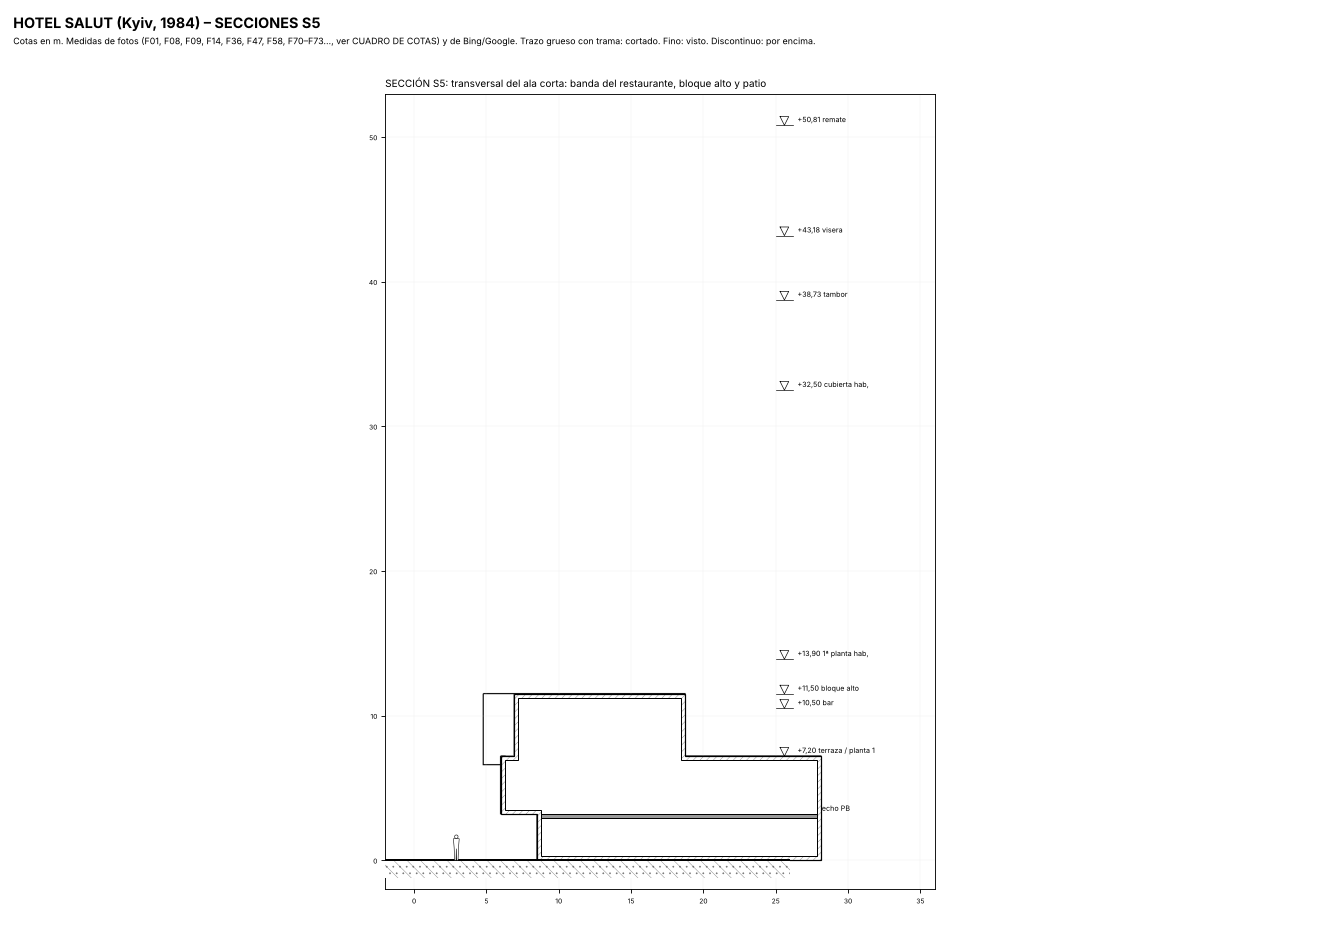 HOTEL SALUT (Kyiv, 1984) – SECCIONES S5
Cotas en m. Medidas de fotos (F01, F08, F09, F14, F36, F47, F58, F70–F73..., ver CUADRO DE COTAS) y de Bing/Google. Trazo grueso con trama: cortado. Fino: visto. Discontinuo: por encima.
SECCIÓN S5: transversal del ala corta: banda del restaurante, bloque alto y patio
+50,81 remate
50
+43,18 visera
+38,73 tambor
40
+32,50 cubierta hab,
30
20
+13,90 1ª planta hab,
+11,50 bloque alto
+10,50 bar
10
+7,20 terraza / planta 1
echo PB
0
0 5 10 15 20 25 30 35